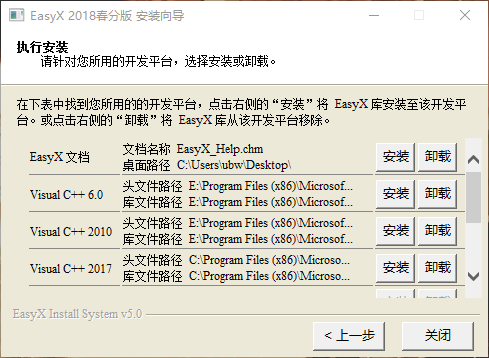 EasyX 2018春分版 安装向导
执行安装
请针对您所用的开发平台，选择安装或卸载。
在下表中找到您所用的的开发平台，点击右侧的“安装”将 EasyX 库安装至该开发平
台。或点击右侧的“卸载”将 EasyX 库从该开发平台移除。
EasyX 文档
文档名称 EasyX_Help.chm
桌面路径 C:\Users\ubw\Desktop\
安装 卸载
Visual C++ 6.0
头文件路径 E:\Program Files (x86)\Microsof...
库文件路径 E:\Program Files (x86)\Microsof...
安装 卸载
Visual C++ 2010
头文件路径 E:\Program Files (x86)\Microsof...
库文件路径 E:\Program Files (x86)\Microsof...
安装 卸载
Visual C++ 2017
头文件路径 C:\Program Files (x86)\Microso...
库文件路径 C:\Program Files (x86)\Microso...
安装 卸载
EasyX Install System v5.0
< 上一步 关闭